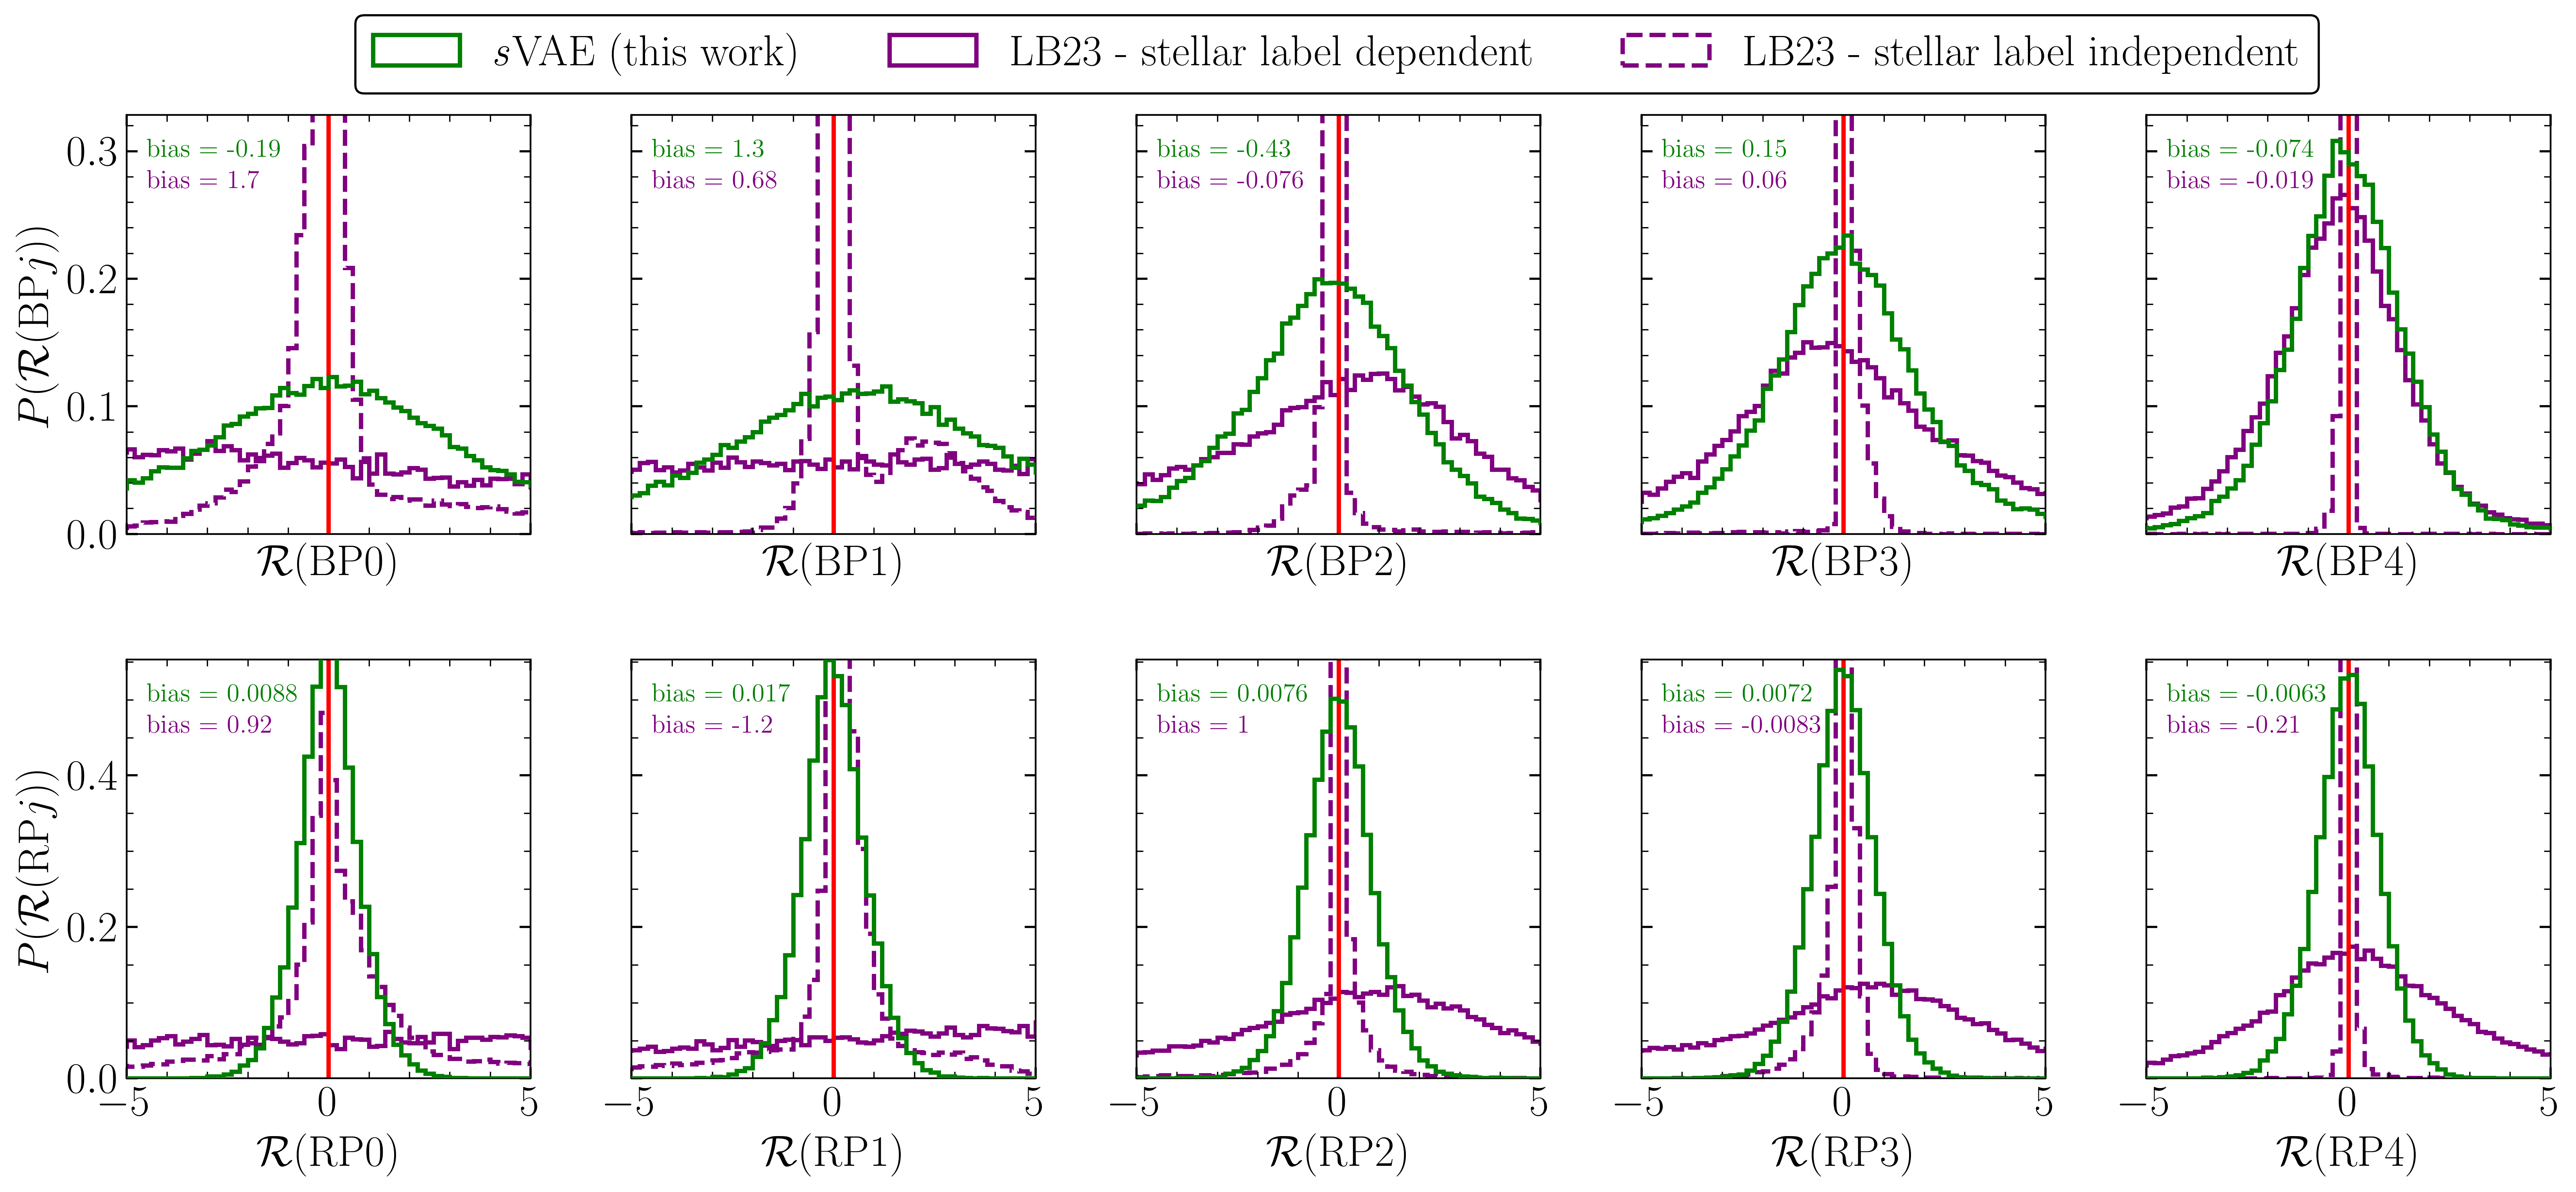 sVAE (this work) LB23 - stellar label dependent LB23 - stellar label independent
P(R(BPj))
0.3
0.2
0.1
0.0
bias = -0.19
bias = 1.7
R(BP0)
bias = 1.3
bias = 0.68
R(BP1)
bias = -0.43
bias = -0.076
R(BP2)
bias = 0.15
bias = 0.06
R(BP3)
bias = -0.074
bias = -0.019
R(BP4)
P(R(RPj))
0.4
0.2
0.0
bias = 0.0088
bias = 0.92
−5 0 5
R(RP0)
bias = 0.017
bias = -1.2
−5 0 5
R(RP1)
bias = 0.0076
bias = 1
−5 0 5
R(RP2)
bias = 0.0072
bias = -0.0083
−5 0 5
R(RP3)
bias = -0.0063
bias = -0.21
−5 0 5
R(RP4)